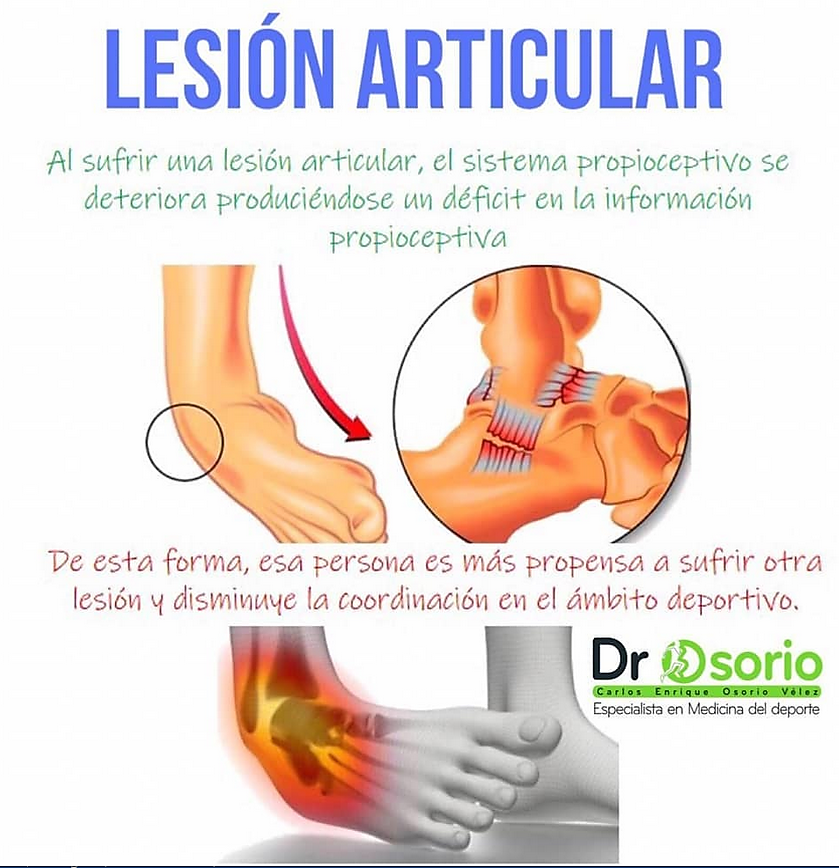 LESIÓN ARTICULAR
Al sufrir una lesión articular, el sistema propioceptivo se
deteriora produciéndose un déficit en la información
propioceptiva
De esta forma, esa persona es más propensa a sufrir otra
lesión y disminuye la coordinación en el ámbito deportivo.
Dr Osorio
Carlos Enrique Osorio Vélez
Especialista en Medicina del deporte